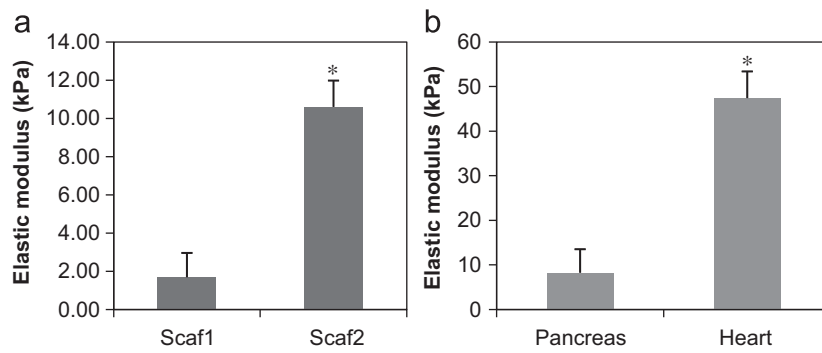 a
Elastic modulus (kPa)
14.00
12.00
10.00
8.00
6.00
4.00
2.00
0.00
*
Scaf1 Scaf2
b
Elastic modulus (kPa)
60
50
40
30
20
10
0
*
Pancreas Heart